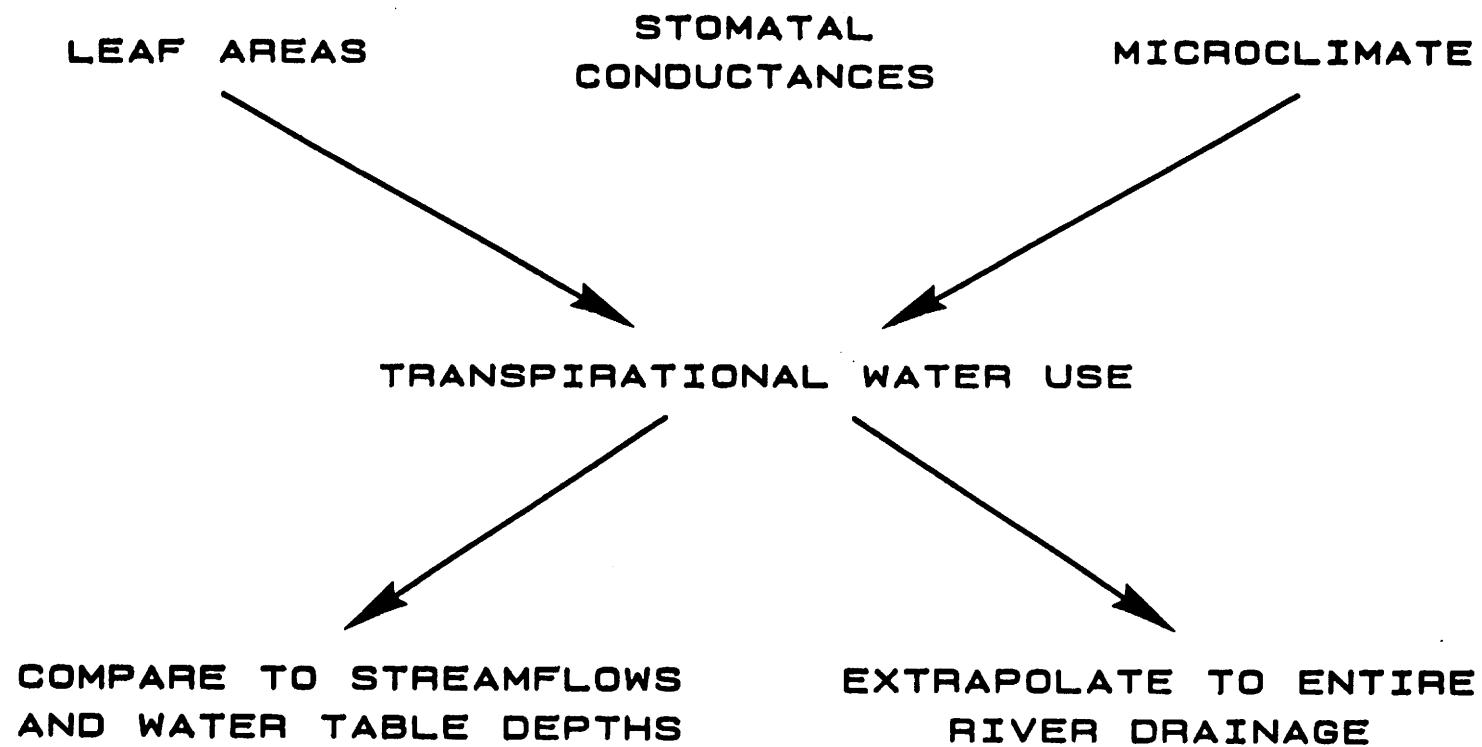 LEAF AREAS
STOMATAL
CONDUCTANCES
MICROCLIMATE
TRANSPIRATIONAL WATER USE
COMPARE TO STREAMFLOWS
AND WATER TABLE DEPTHS
EXTRAPOLATE TO ENTIRE
RIVER DRAINAGE